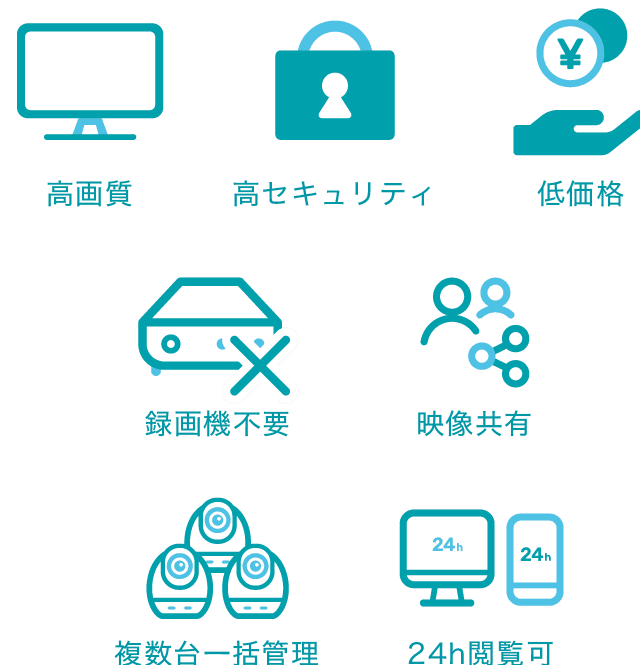 ¥
高画質
高セキュリティ
低価格
録画機不要
映像共有
24h
24h
複数台一括管理
24h閲覧可